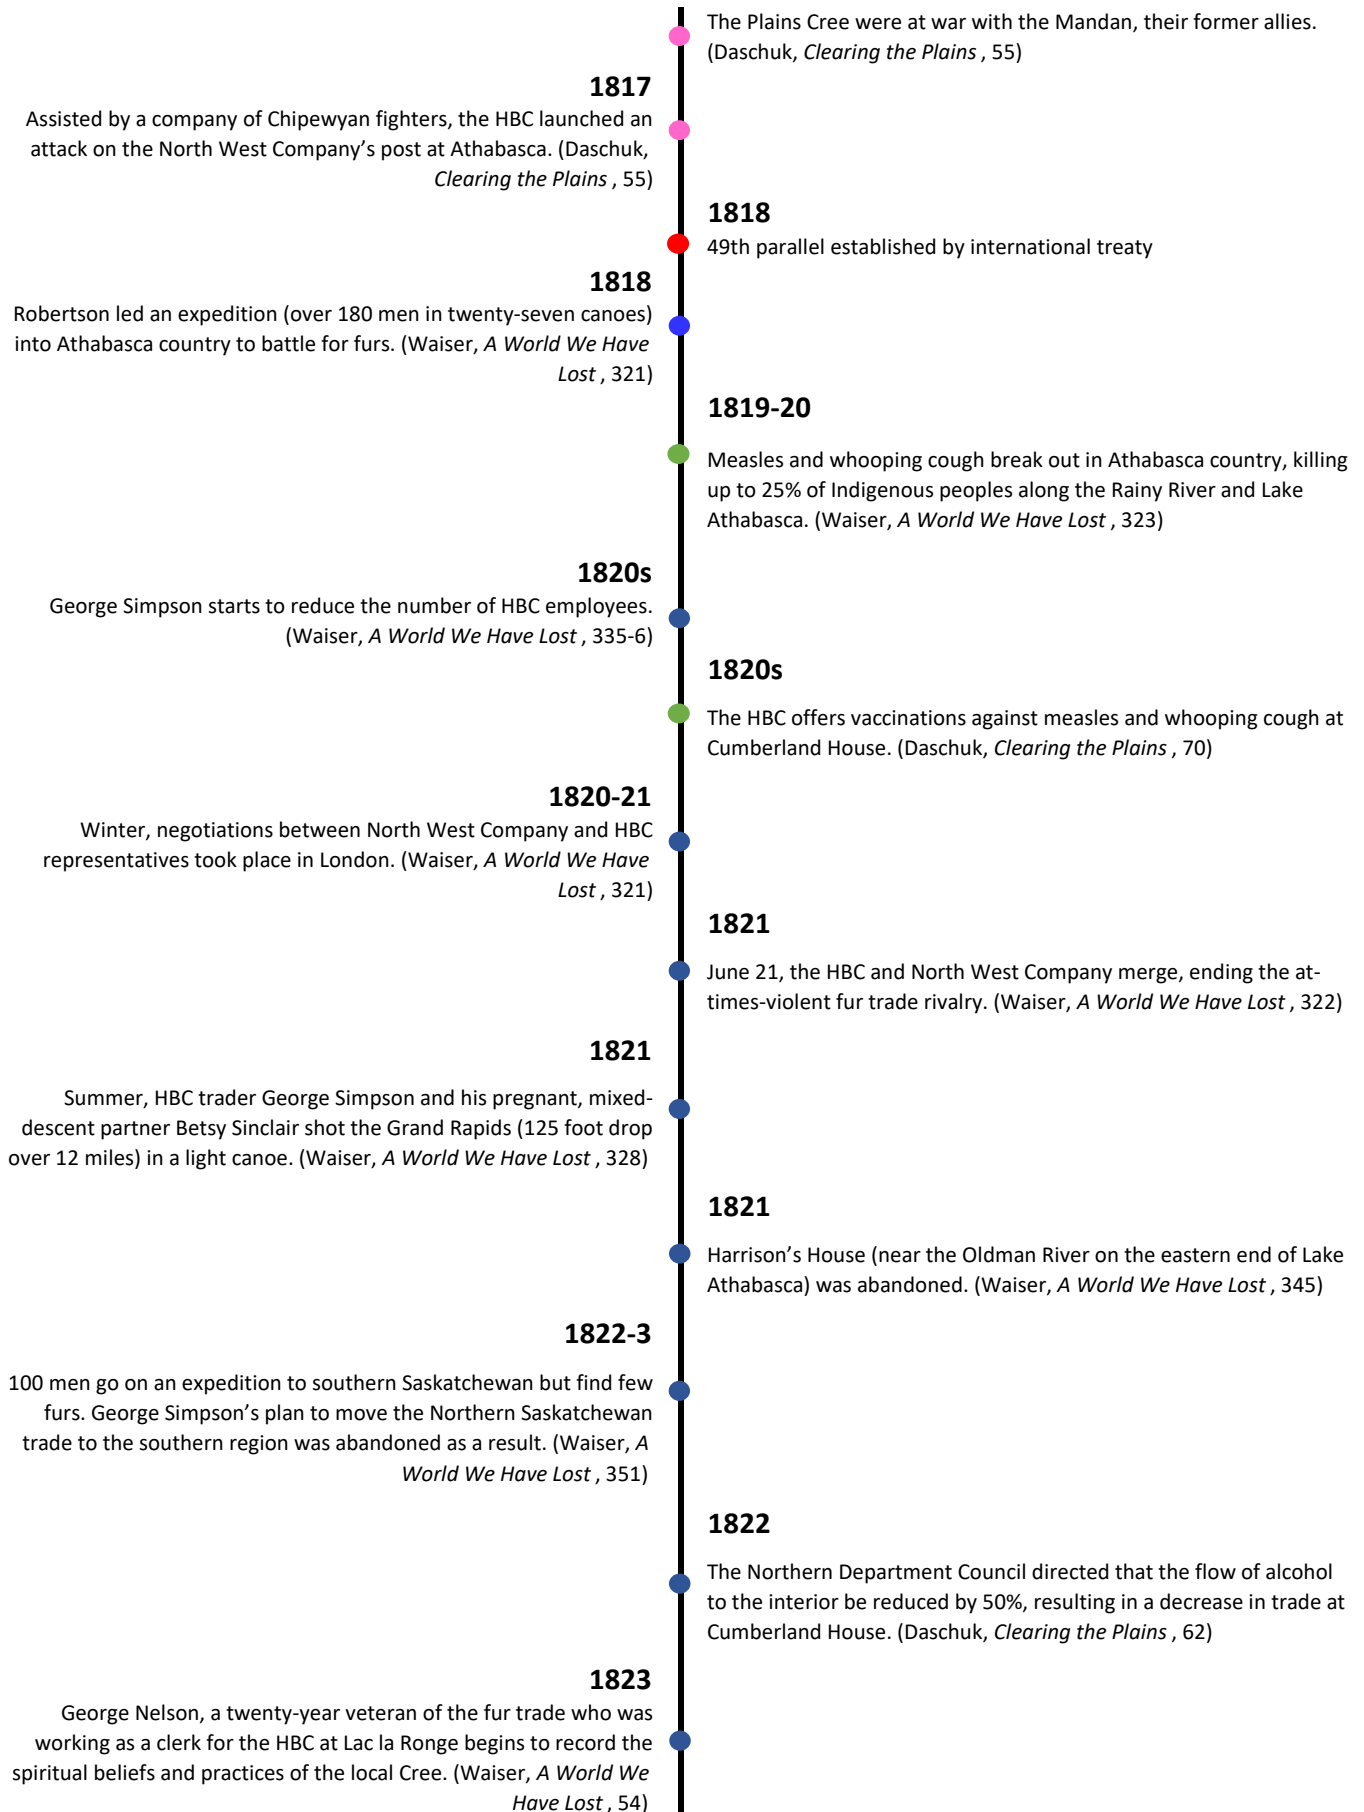 The Plains Cree were at war with the Mandan, their former allies.
(Daschuk, Clearing the Plains , 55)
1817
Assisted by a company of Chipewyan fighters, the HBC launched an
attack on the North West Company’s post at Athabasca. (Daschuk,
Clearing the Plains , 55)
1818
49th parallel established by international treaty
1818
Robertson led an expedition (over 180 men in twenty-seven canoes)
into Athabasca country to battle for furs. (Waiser, A World We Have
Lost , 321)
1819-20
Measles and whooping cough break out in Athabasca country, killing
up to 25% of Indigenous peoples along the Rainy River and Lake
Athabasca. (Waiser, A World We Have Lost , 323)
1820s
George Simpson starts to reduce the number of HBC employees.
(Waiser, A World We Have Lost , 335-6)
1820s
The HBC offers vaccinations against measles and whooping cough at
Cumberland House. (Daschuk, Clearing the Plains , 70)
1820-21
Winter, negotiations between North West Company and HBC
representatives took place in London. (Waiser, A World We Have
Lost , 321)
1821
June 21, the HBC and North West Company merge, ending the at-
times-violent fur trade rivalry. (Waiser, A World We Have Lost , 322)
1821
Summer, HBC trader George Simpson and his pregnant, mixed-
descent partner Betsy Sinclair shot the Grand Rapids (125 foot drop
over 12 miles) in a light canoe. (Waiser, A World We Have Lost , 328)
1821
Harrison’s House (near the Oldman River on the eastern end of Lake
Athabasca) was abandoned. (Waiser, A World We Have Lost , 345)
1822-3
100 men go on an expedition to southern Saskatchewan but find few
furs. George Simpson’s plan to move the Northern Saskatchewan
trade to the southern region was abandoned as a result. (Waiser, A
World We Have Lost , 351)
1822
The Northern Department Council directed that the flow of alcohol
to the interior be reduced by 50%, resulting in a decrease in trade at
Cumberland House. (Daschuk, Clearing the Plains , 62)
1823
George Nelson, a twenty-year veteran of the fur trade who was
working as a clerk for the HBC at Lac la Ronge begins to record the
spiritual beliefs and practices of the local Cree. (Waiser, A World We
Have Lost , 54)